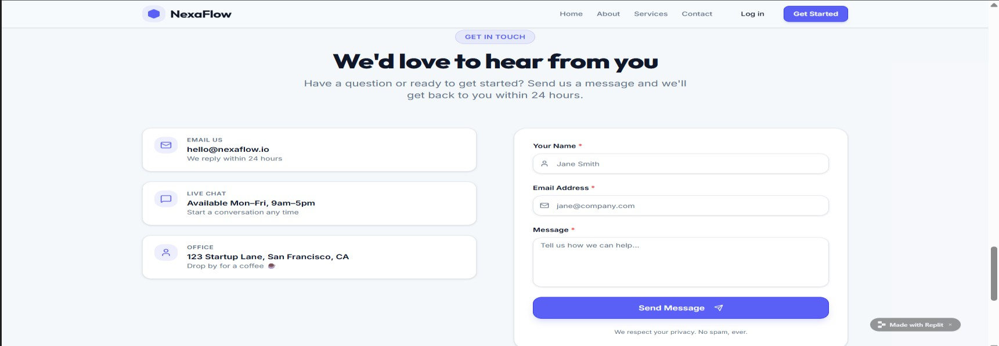 NexaFlow
Home About Services Contact Log in Get Started
GET IN TOUCH
We'd love to hear from you
Have a question or ready to get started? Send us a message and we'll
get back to you within 24 hours.
EMAIL US
hello@nexaflow.io
We reply within 24 hours
LIVE CHAT
Available Mon–Fri, 9am–5pm
Start a conversation any time
OFFICE
123 Startup Lane, San Francisco, CA
Drop by for a coffee ☕
Your Name *
Jane Smith
Email Address *
jane@company.com
Message *
Tell us how we can help...
Send Message
We respect your privacy. No spam, ever.
Made with Replit